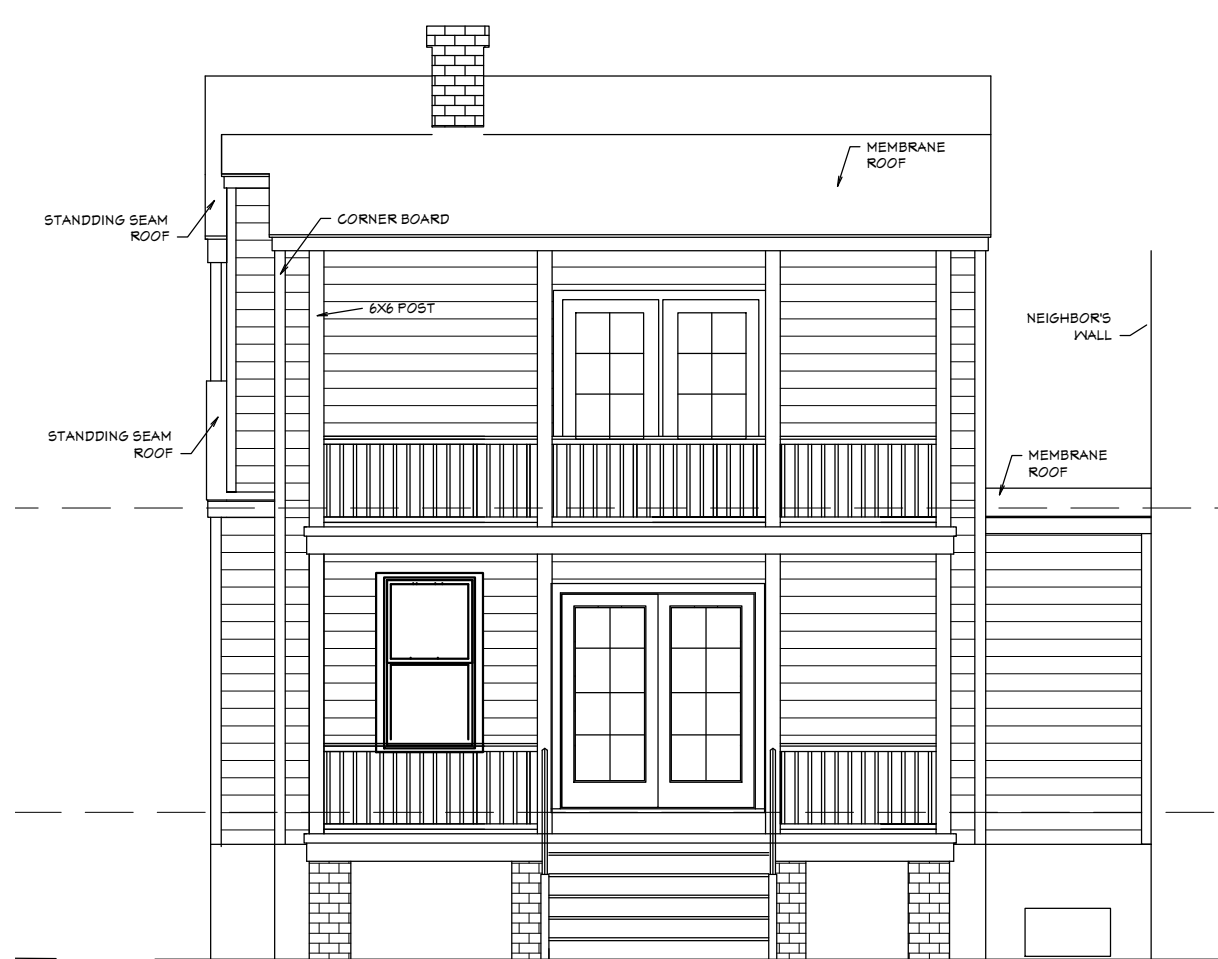 MEMBRANE
ROOF
STANDDING SEAM
ROOF
CORNER BOARD
6X6 POST
NEIGHBOR'S
WALL
STANDDING SEAM
ROOF
MEMBRANE
ROOF